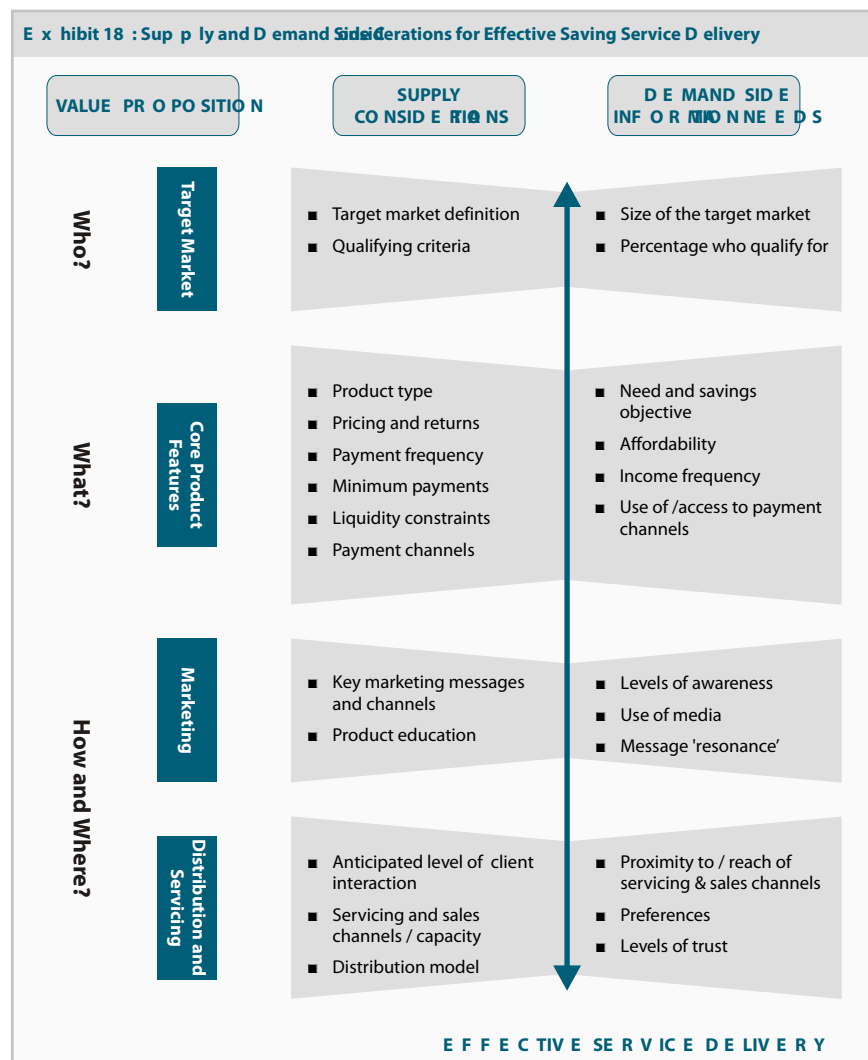 Exhibit 18: Supply and Demand Side Considerations for Effective Saving Service Delivery
VALUE PROPOSITION
SUPPLY
CONSIDERATIONS
DEMAND SIDE
INFORMATION NEEDS
Who?
Target Market
■ Target market definition
■ Qualifying criteria
■ Size of the target market
■ Percentage who qualify for
What?
Core Product
Features
■ Product type
■ Pricing and returns
■ Payment frequency
■ Minimum payments
■ Liquidity constraints
■ Payment channels
■ Need and savings
objective
■ Affordability
■ Income frequency
■ Use of /access to payment
channels
How and Where?
Marketing
■ Key marketing messages
and channels
■ Product education
■ Levels of awareness
■ Use of media
■ Message 'resonance’
Distribution and
Servicing
■ Anticipated level of client
interaction
■ Servicing and sales
channels / capacity
■ Distribution model
■ Proximity to / reach of
servicing & sales channels
■ Preferences
■ Levels of trust
EFFECTIVE SERVICE DELIVERY